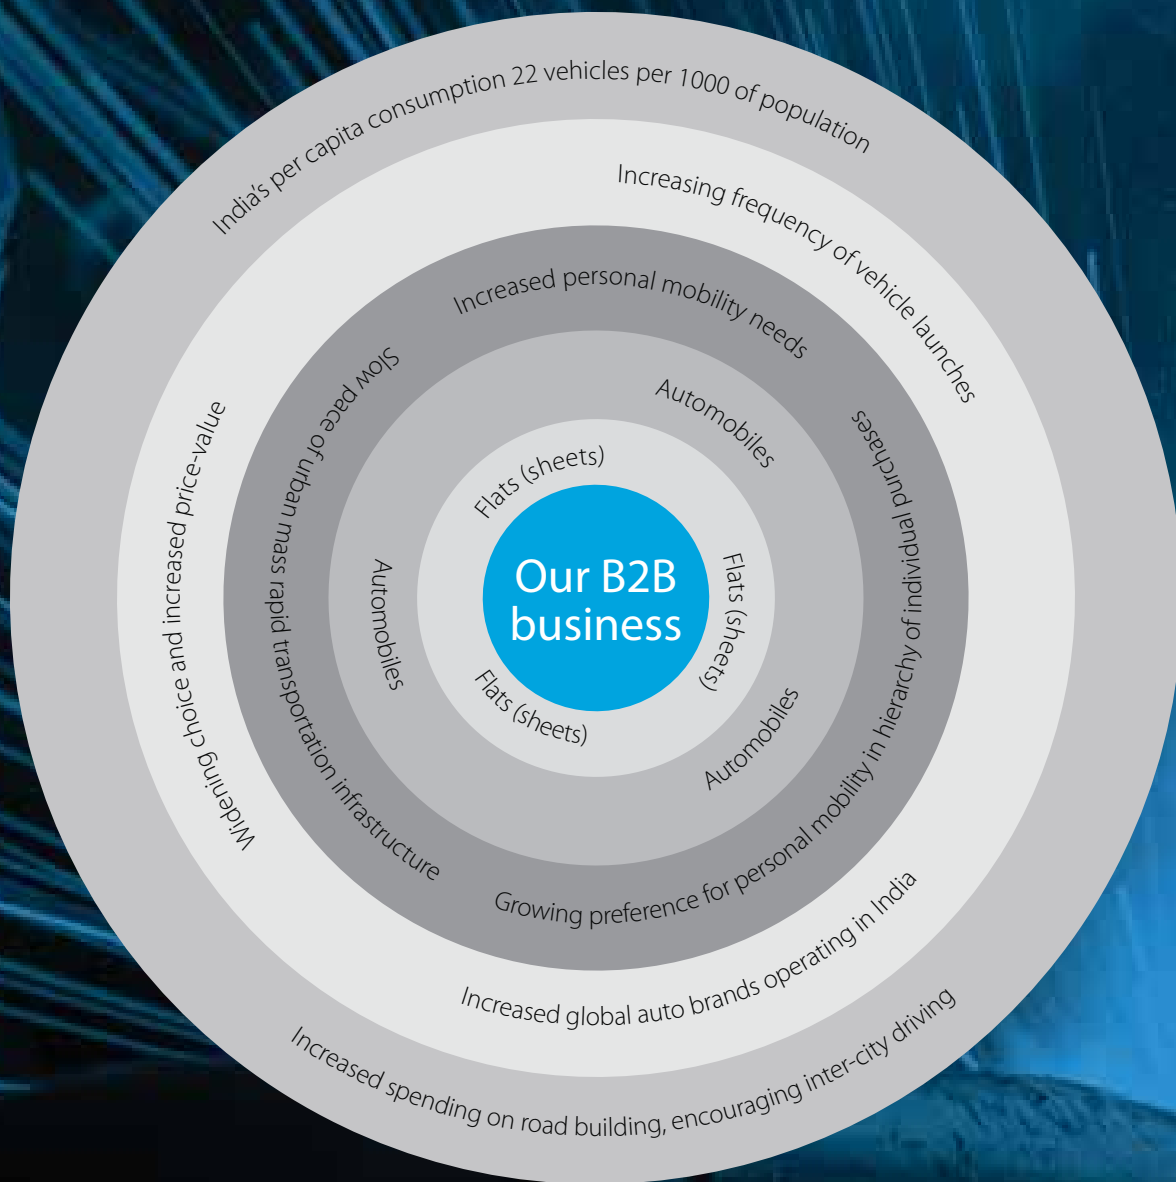 India's per capita consumption 22 vehicles per 1000 of population
Increasing frequency of vehicle launches
Increased personal mobility needs
Slow pace of urban mass rapid transportation infrastructure
Widening choice and increased price-value
Automobiles
Growing preference for personal mobility in hierarchy of individual purchases
Flats (sheets)
Our B2B
business
Flats (sheets)
Automobiles
Flats (sheets)
Automobiles
Increased global auto brands operating in India
Increased spending on road building, encouraging inter-city driving